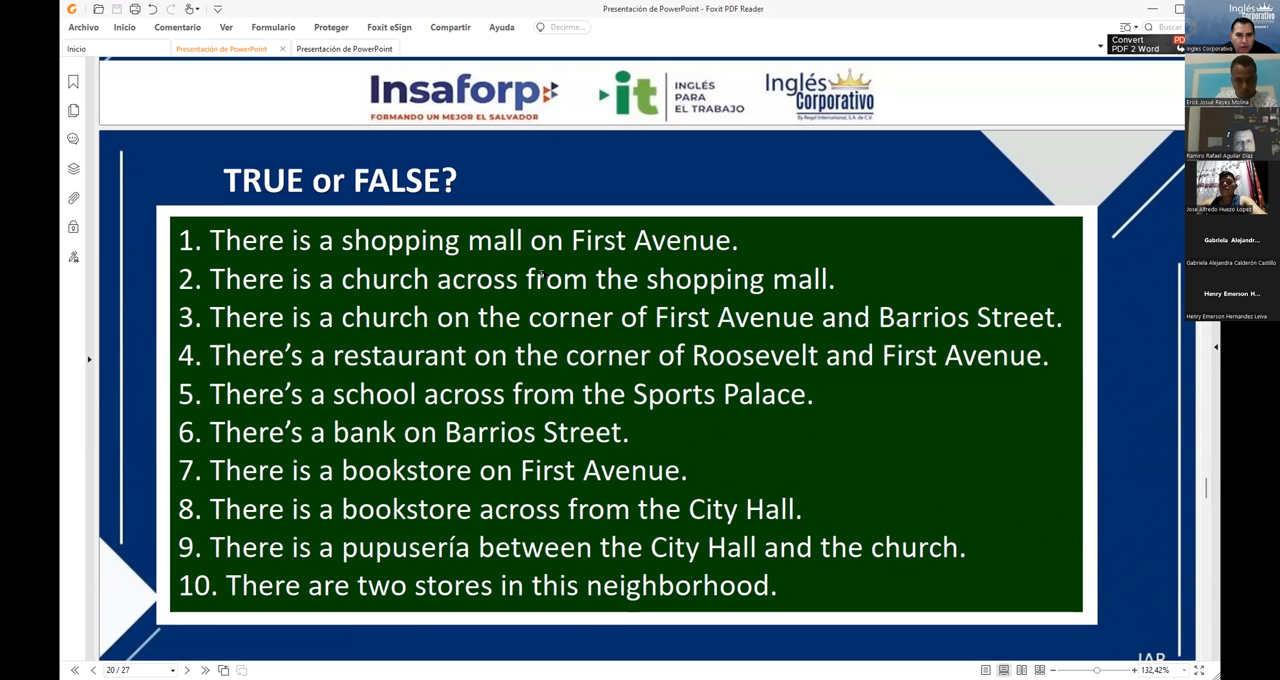 Presentación de PowerPoint - Foxit PDF Reader
Archivo Inicio Comentario Ver Formulario Proteger Foxit eSign Compartir Ayuda Decirme... Buscar
Inicio Presentación de PowerPoint Presentación de PowerPoint
Convert
PDF 2 Word
Insaforp
FORMANDO UN MEJOR EL SALVADOR
it
INGLÉS
PARA
EL TRABAJO
Inglés
Corporativo
By Regal International, S.A. de C.V.
TRUE or FALSE?
1. There is a shopping mall on First Avenue.
2. There is a church across from the shopping mall.
3. There is a church on the corner of First Avenue and Barrios Street.
4. There’s a restaurant on the corner of Roosevelt and First Avenue.
5. There’s a school across from the Sports Palace.
6. There’s a bank on Barrios Street.
7. There is a bookstore on First Avenue.
8. There is a bookstore across from the City Hall.
9. There is a pupusería between the City Hall and the church.
10. There are two stores in this neighborhood.
20 / 27
132,42%
Inglés
Corporativo
Ingles Corporativo
Erick Josué Reyes Molina
Ramiro Rafael Aguilar Diaz
Jose Alfredo Huezo Lopez
Gabriela Alejandr...
Gabriela Alejandra Calderón Castillo
Henry Emerson H...
Henry Emerson Hernandez Leiva